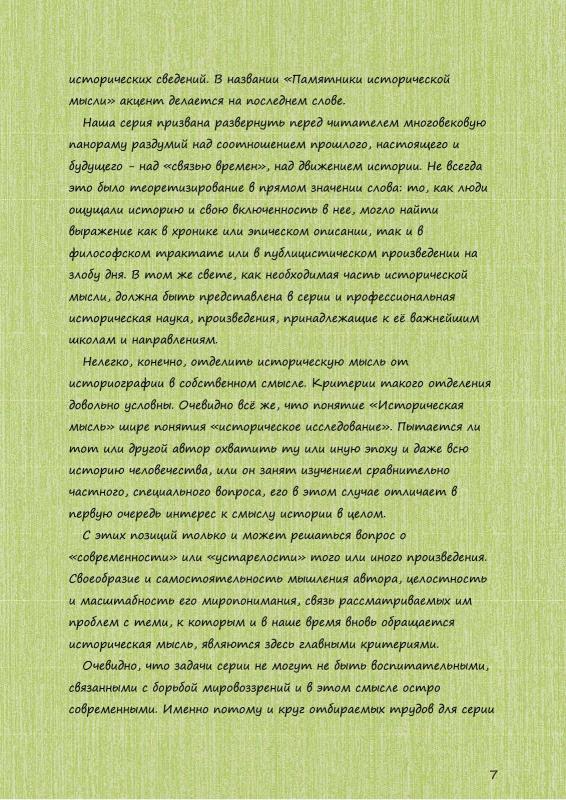 исторических сведений. В названии «Памятники исторической
мысли» акцент делается на последнем слове.
Наша серия призвана развернуть перед читателем многовековую
панораму раздумий над соотношением прошлого, настоящего и
будущего - над «связью времен», над движением истории. Не всегда
это было теоретизирование в прямом значении слова: то, как люди
ощущали историю и свою включенность в нее, могло найти
выражение как в хронике или эпическом описании, так и в
философском трактате или в публицистическом произведении на
злобу дня. В том же свете, как необходимая часть исторической
мысли, должна быть представлена в серии и профессиональная
историческая наука, произведения, принадлежащие к её важнейшим
школам и направлениям.
Нелегко, конечно, отделить историческую мысль от
историографии в собственном смысле. Критерии такого отделения
довольно условны. Очевидно всё же, что понятие «Историческая
мысль» шире понятия «историческое исследование». Пытается ли
тот или другой автор охватить ту или иную эпоху и даже всю
историю человечества, или он занят изучением сравнительно
частного, специального вопроса, его в этом случае отличает в
первую очередь интерес к смыслу истории в целом.
С этих позиций только и может решаться вопрос о
«современности» или «устарелости» того или иного произведения.
Своеобразие и самостоятельность мышления автора, целостность
и масштабность его миропонимания, связь рассматриваемых им
проблем с теми, к которым и в наше время вновь обращается
историческая мысль, являются здесь главными критериями.
Очевидно, что задачи серии не могут не быть воспитательными,
связанными с борьбой мировоззрений и в этом смысле остро
современными. Именно потому и круг отбираемых трудов для серии
7